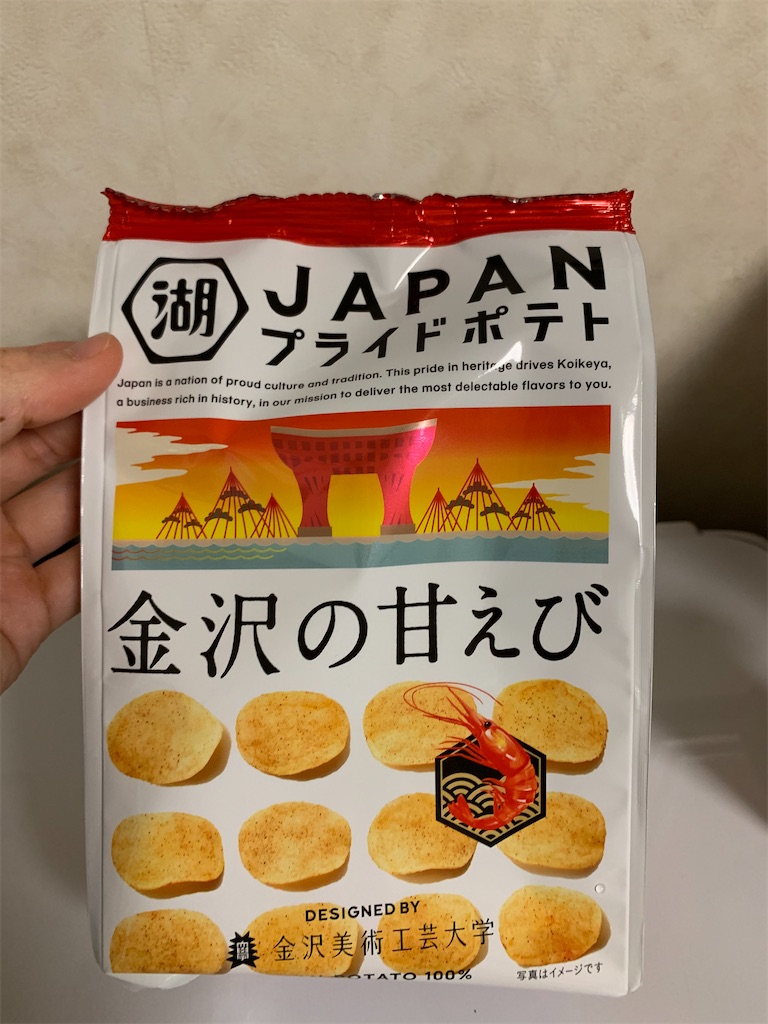 湖
JAPAN
プライドポテト
Japan is a nation of proud culture and tradition. This pride in heritage drives Koikeya,
a business rich in history, in our mission to deliver the most delectable flavors to you.
金沢の甘えび
DESIGNED BY
金沢美術工芸大学
POTATO 100%
写真はイメージです